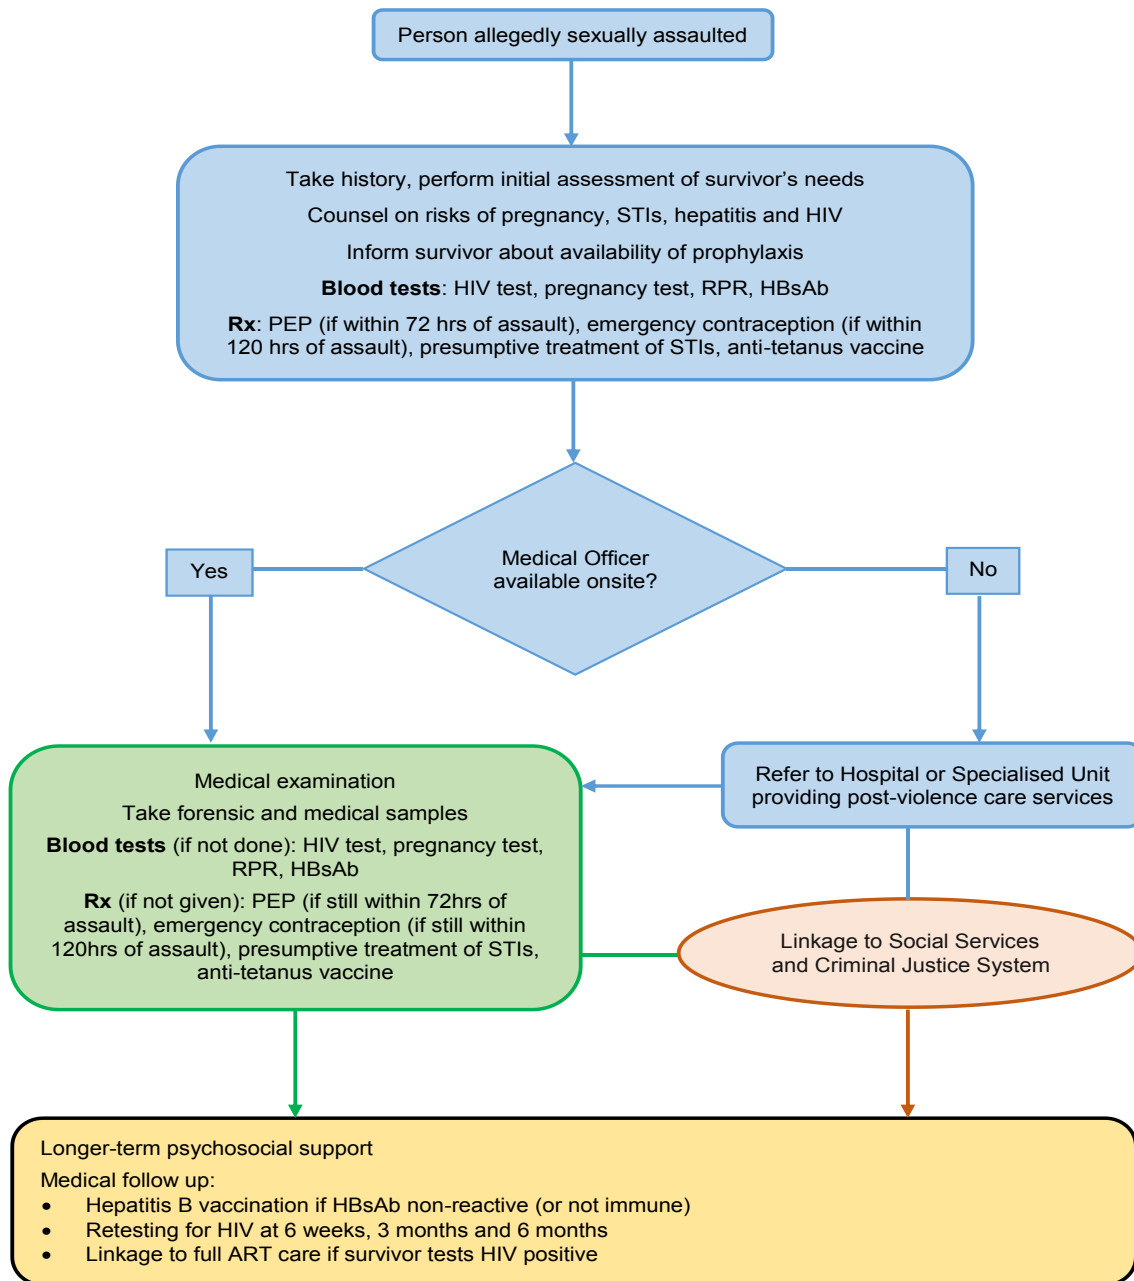 Person allegedly sexually assaulted
Take history, perform initial assessment of survivor's needs
Counsel on risks of pregnancy, STIs, hepatitis and HIV
Inform survivor about availability of prophylaxis
Blood tests: HIV test, pregnancy test, RPR, HBsAb
Rx: PEP (if within 72 hrs of assault), emergency contraception (if within
120 hrs of assault), presumptive treatment of STIs, anti-tetanus vaccine
Medical Officer
available onsite?
Yes
No
Medical examination
Take forensic and medical samples
Blood tests (if not done): HIV test, pregnancy test,
RPR, HBsAb
Rx (if not given): PEP (if still within 72hrs of
assault), emergency contraception (if still within
120hrs of assault), presumptive treatment of STIs,
anti-tetanus vaccine
Refer to Hospital or Specialised Unit
providing post-violence care services
Linkage to Social Services
and Criminal Justice System
Longer-term psychosocial support
Medical follow up:
• Hepatitis B vaccination if HBsAb non-reactive (or not immune)
• Retesting for HIV at 6 weeks, 3 months and 6 months
• Linkage to full ART care if survivor tests HIV positive